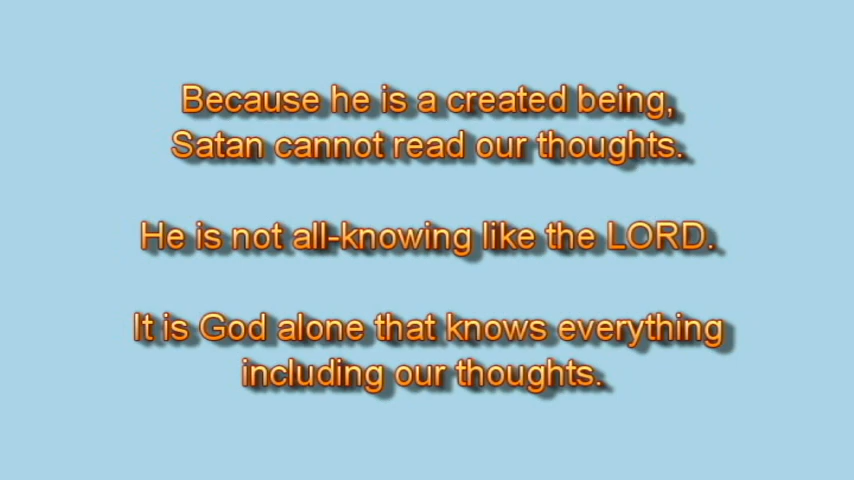 Because he is a created being,
Satan cannot read our thoughts.
He is not all-knowing like the LORD.
It is God alone that knows everything
including our thoughts.